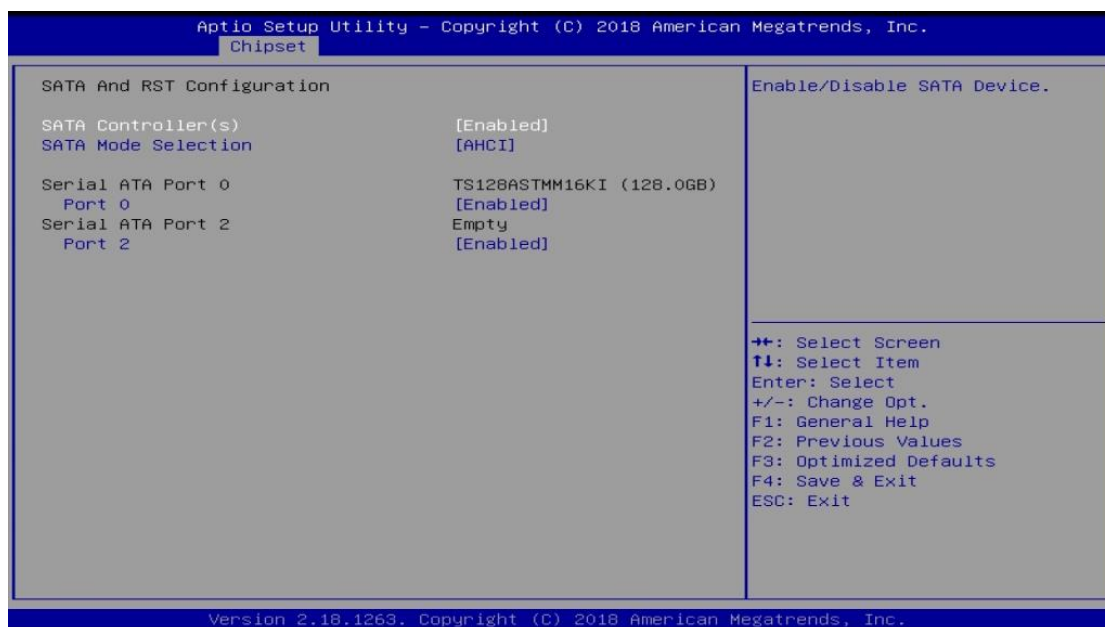 Aptio Setup Utility – Copyright (C) 2018 American Megatrends, Inc.
Chipset
SATA And RST Configuration
SATA Controller(s) [Enabled]
SATA Mode Selection [AHCI]
Serial ATA Port 0 TS128ASTMM16KI (128.0GB)
Port 0 [Enabled]
Serial ATA Port 2 Empty
Port 2 [Enabled]
Enable/Disable SATA Device.
→←: Select Screen
↑↓: Select Item
Enter: Select
+/-: Change Opt.
F1: General Help
F2: Previous Values
F3: Optimized Defaults
F4: Save & Exit
ESC: Exit
Version 2.18.1263. Copyright (C) 2018 American Megatrends, Inc.